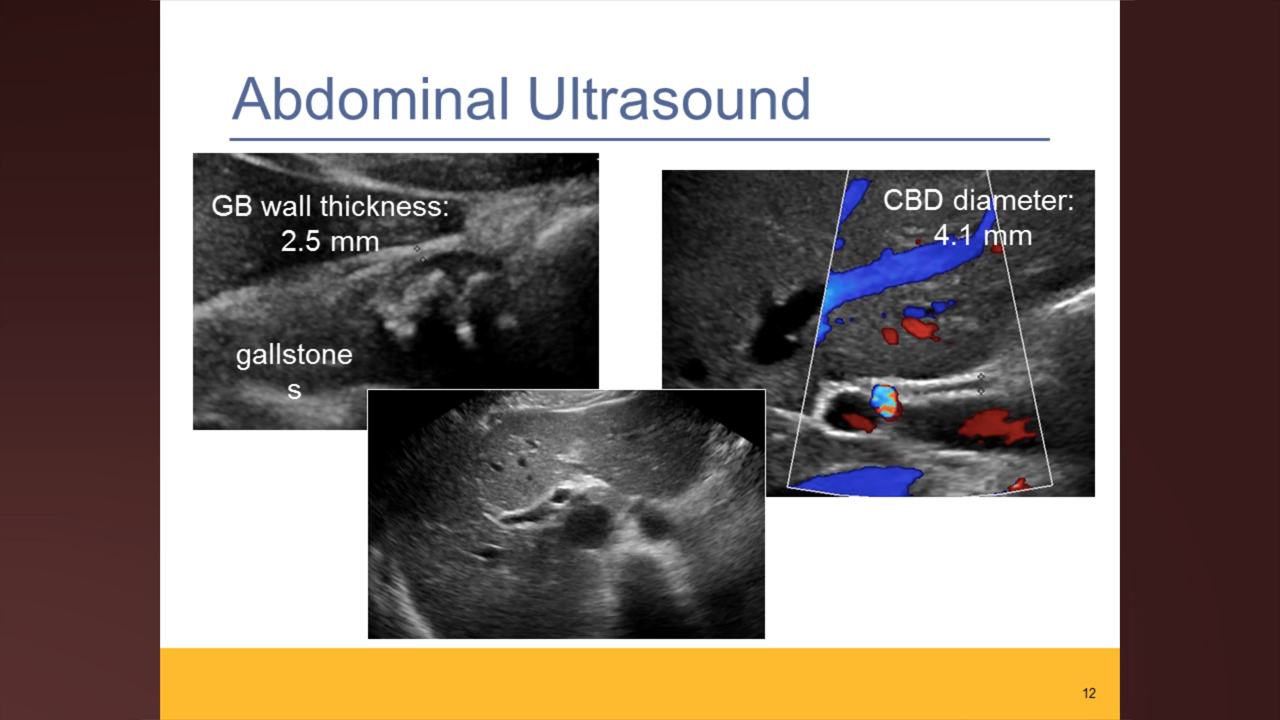 Abdominal Ultrasound
GB wall thickness:
2.5 mm
gallstone
s
CBD diameter:
4.1 mm
12